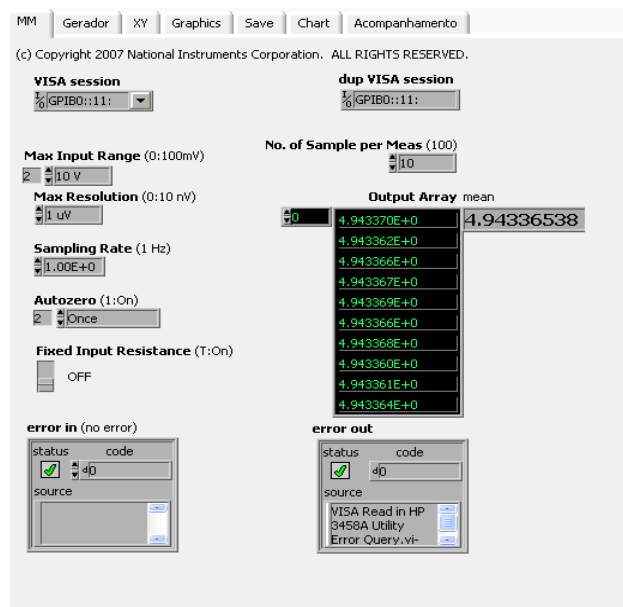 MM Gerador XY Graphics Save Chart Acompanhamento
(c) Copyright 2007 National Instruments Corporation. ALL RIGHTS RESERVED.
VISA session
I/0 GPIB0::11:
dup VISA session
I/0 GPIB0::11:
No. of Sample per Meas (100)
10
Max Input Range (0:100mV)
2 10 V
Max Resolution (0:10 nV)
1 uV
Output Array mean
0 4.943370E+0 4.94336538
4.943362E+0
4.943366E+0
4.943367E+0
4.943369E+0
4.943366E+0
4.943368E+0
4.943360E+0
4.943361E+0
4.943364E+0
Sampling Rate (1 Hz)
1.00E+0
Autozero (1:On)
2 Once
Fixed Input Resistance (T:On)
OFF
error in (no error)
status code
d0
source
error out
status code
d0
source
VISA Read in HP
3458A Utility
Error Query.vi-